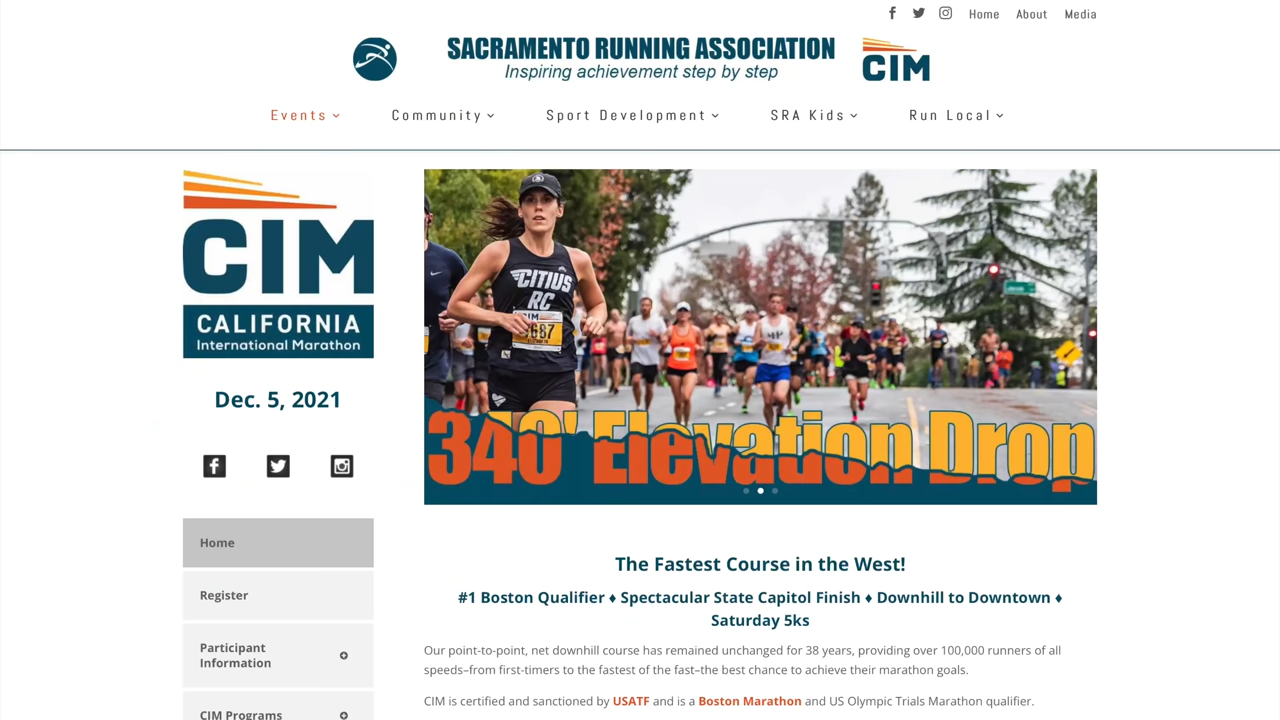 Home About Media
SACRAMENTO RUNNING ASSOCIATION
Inspiring achievement step by step
CIM
Events Community Sport Development SRA Kids Run Local
CIM
CALIFORNIA
International Marathon
Dec. 5, 2021
CITIUS
RC
CIM
687
340' Elevation Drop
Home
Register
Participant
Information
CIM Programs
The Fastest Course in the West!
#1 Boston Qualifier ♦ Spectacular State Capitol Finish ♦ Downhill to Downtown ♦
Saturday 5ks
Our point-to-point, net downhill course has remained unchanged for 38 years, providing over 100,000 runners of all
speeds–from first-timers to the fastest of the fast–the best chance to achieve their marathon goals.
CIM is certified and sanctioned by USATF and is a Boston Marathon and US Olympic Trials Marathon qualifier.